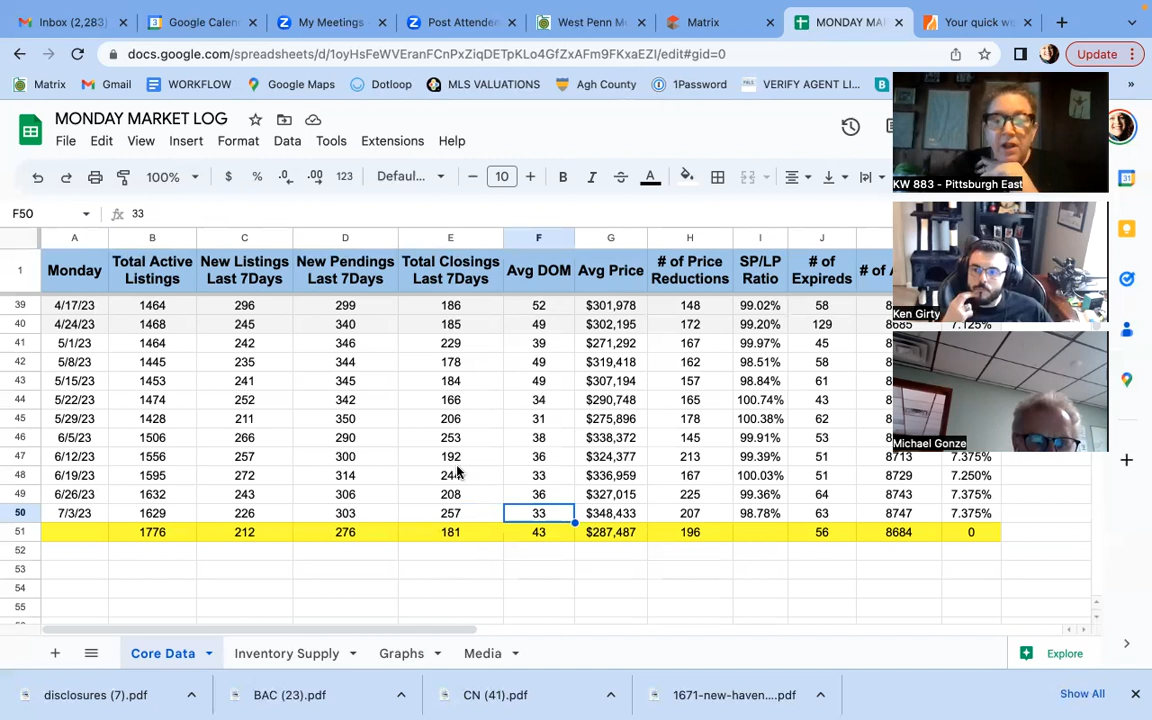 Inbox (2,283)
Google Calen
My Meetings -
Post Attende
West Penn M
Matrix
MONDAY MA
Your quick w
docs.google.com/spreadsheets/d/1oyHsFeWVEranFCnPxZiqDETpKLo4GfZxAFm9FKxaEZI/edit#gid=0
Update
Matrix
Gmail
WORKFLOW
Google Maps
Dotloop
MLS VALUATIONS
Agh County
1Password
VERIFY AGENT LI...
MONDAY MARKET LOG
File Edit View Insert Format Data Tools Extensions Help
100% $ % .0 .00 123 Defaul... 10 B I S A
F50 fx 33
A B C D E F G H I J
1 Monday Total Active Listings New Listings Last 7Days New Pendings Last 7Days Total Closings Last 7Days Avg DOM Avg Price # of Price Reductions SP/LP Ratio # of Expireds # of A
39 4/17/23 1464 296 299 186 52 $301,978 148 99.02% 58 8
40 4/24/23 1468 245 340 185 49 $302,195 172 99.20% 129 8685 7.125%
41 5/1/23 1464 242 346 229 39 $271,292 167 99.97% 45 8
42 5/8/23 1445 235 344 178 49 $319,418 162 98.51% 58 8
43 5/15/23 1453 241 345 184 49 $307,194 157 98.84% 61 8
44 5/22/23 1474 252 342 166 34 $290,748 165 100.74% 43 8
45 5/29/23 1428 211 350 206 31 $275,896 178 100.38% 62 8
46 6/5/23 1506 266 290 253 38 $338,372 145 99.91% 53 8
47 6/12/23 1556 257 300 192 36 $324,377 213 99.39% 51 8713 7.375%
48 6/19/23 1595 272 314 24 33 $336,959 167 100.03% 51 8729 7.250%
49 6/26/23 1632 243 306 208 36 $327,015 225 99.36% 64 8743 7.375%
50 7/3/23 1629 226 303 257 33 $348,433 207 98.78% 63 8747 7.375%
51 1776 212 276 181 43 $287,487 196 56 8684 0
52
53
54
55
KW 883 - Pittsburgh East
Ken Girty
Michael Gonze
Core Data
Inventory Supply
Graphs
Media
Explore
disclosures (7).pdf
BAC (23).pdf
CN (41).pdf
1671-new-haven....pdf
Show All